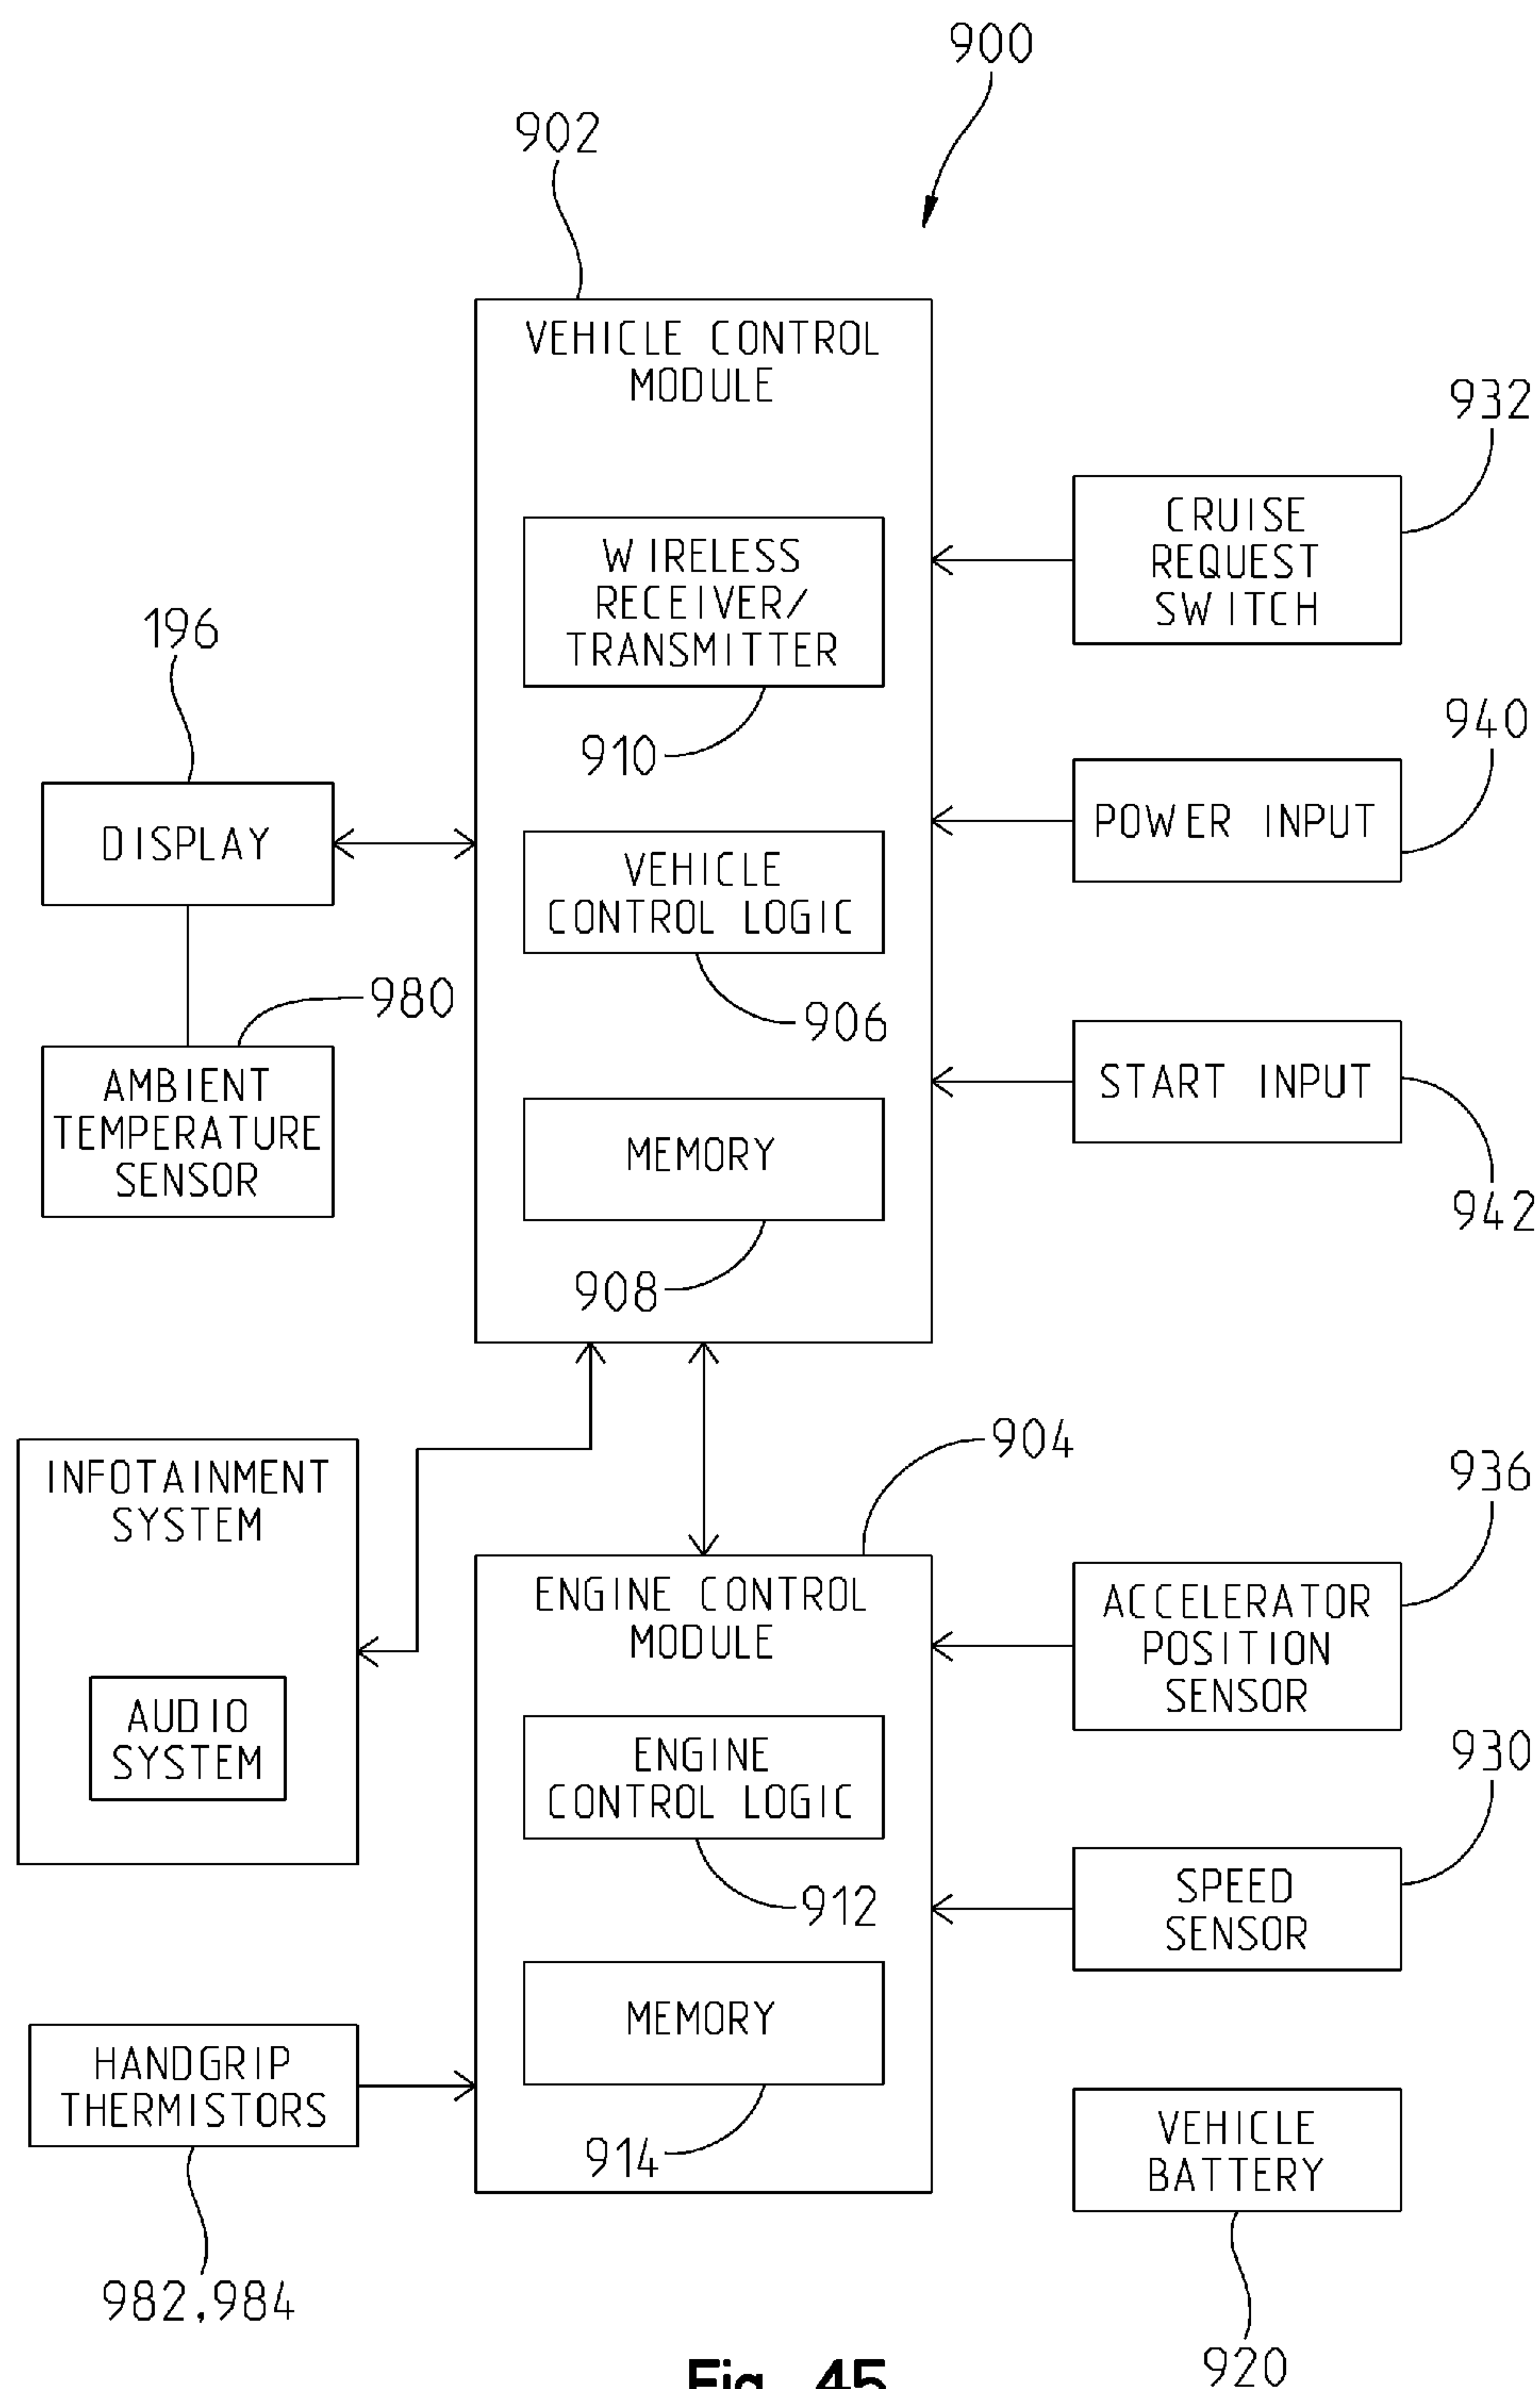 900
902
VEHICLE CONTROL
MODULE
932
CRUISE
REQUEST
SWITCH
WIRELESS
RECEIVER/
TRANSMITTER
910
196
DISPLAY
940
POWER INPUT
VEHICLE
CONTROL LOGIC
906
980
AMBIENT
TEMPERATURE
SENSOR
START INPUT
942
MEMORY
908
INFOTAINMENT
SYSTEM
AUDIO
SYSTEM
904
ENGINE CONTROL
MODULE
936
ACCELERATOR
POSITION
SENSOR
ENGINE
CONTROL LOGIC
912
930
SPEED
SENSOR
MEMORY
914
HANDGRIP
THERMISTORS
982,984
VEHICLE
BATTERY
920
Fig. 45